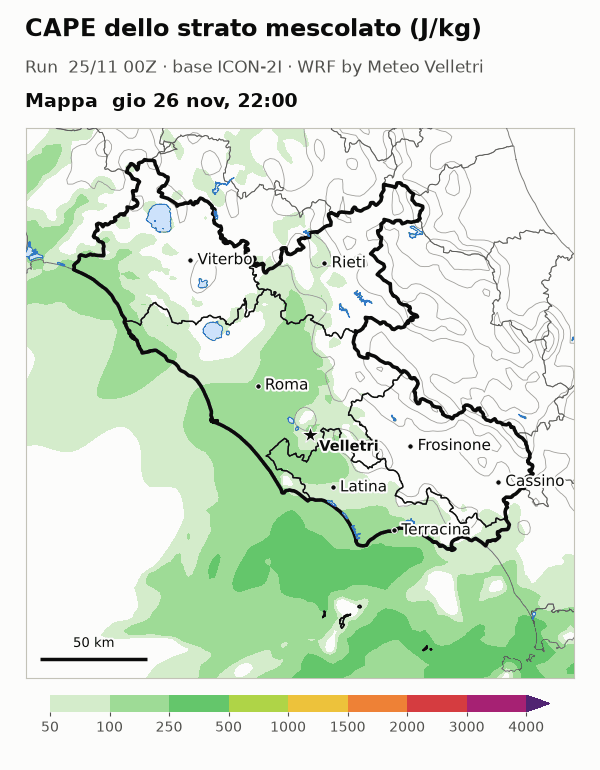 CAPE dello strato mescolato (J/kg)
Run  25/11 00Z · base ICON-2I · WRF by Meteo Velletri
Mappa  gio 26 nov, 22:00
Viterbo
Rieti
Roma
Velletri
Frosinone
Cassino
Latina
Terracina
50 km
50 100 250 500 1000 1500 2000 3000 4000